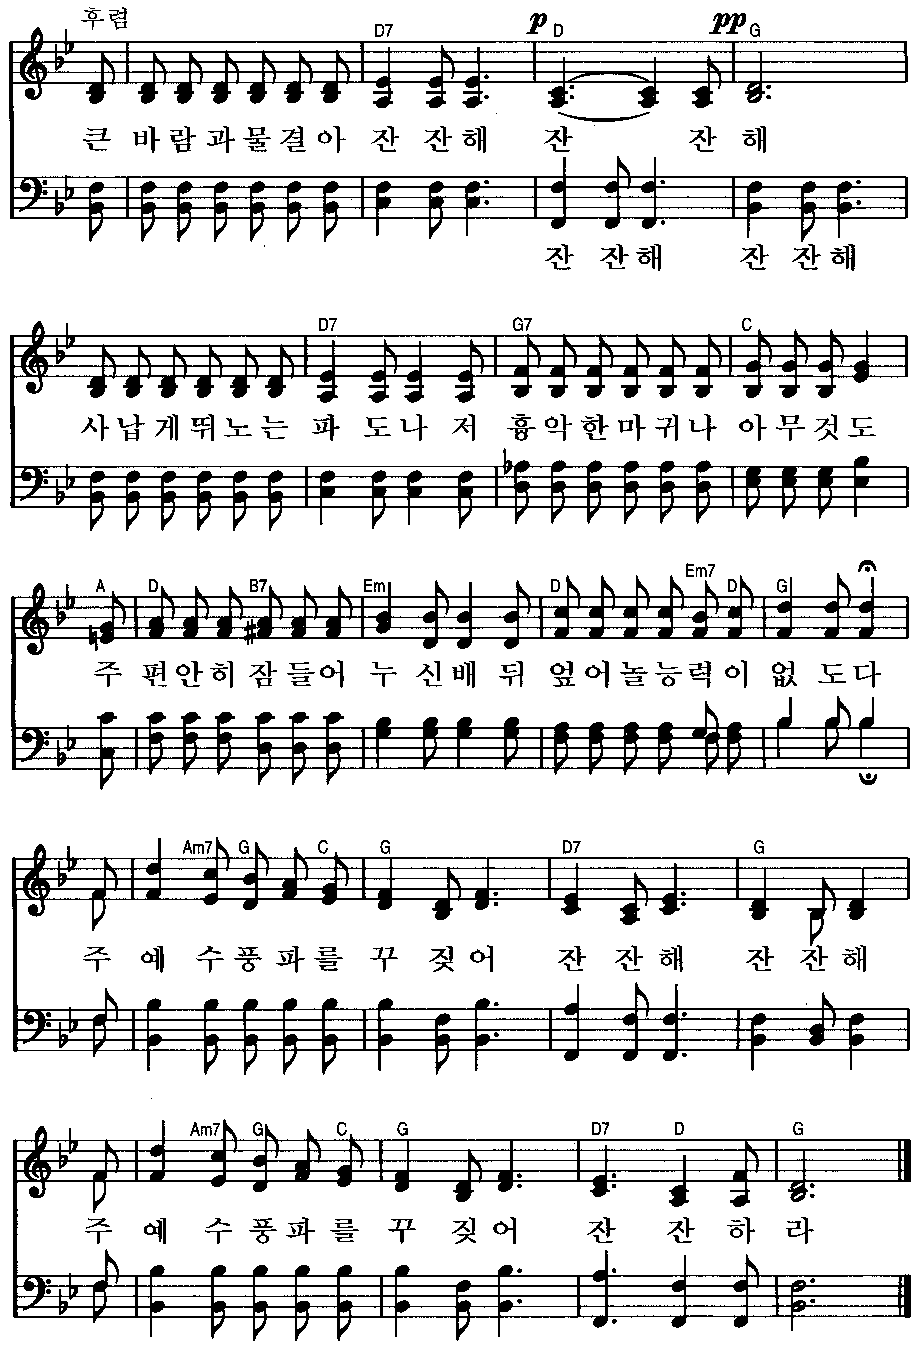 후렴
D7 p D pp G
큰 바람과물결아 잔 잔해 잔 잔 해
잔 잔해 잔 잔해
D7 G7 C
사납게뛰노는 파 도나 저 흉악한마귀나 아무것도
A D B7 Em D Em7 D G
주 편안히 잠들어 누 신배 뒤 엎어놀능력이 없 도다
Am7 G C G D7 G
주 예 수풍파를 꾸 짖어 잔 잔해 잔 잔해
Am7 G C G D7 D G
주 예 수풍파를 꾸 짖어 잔 잔 하 라